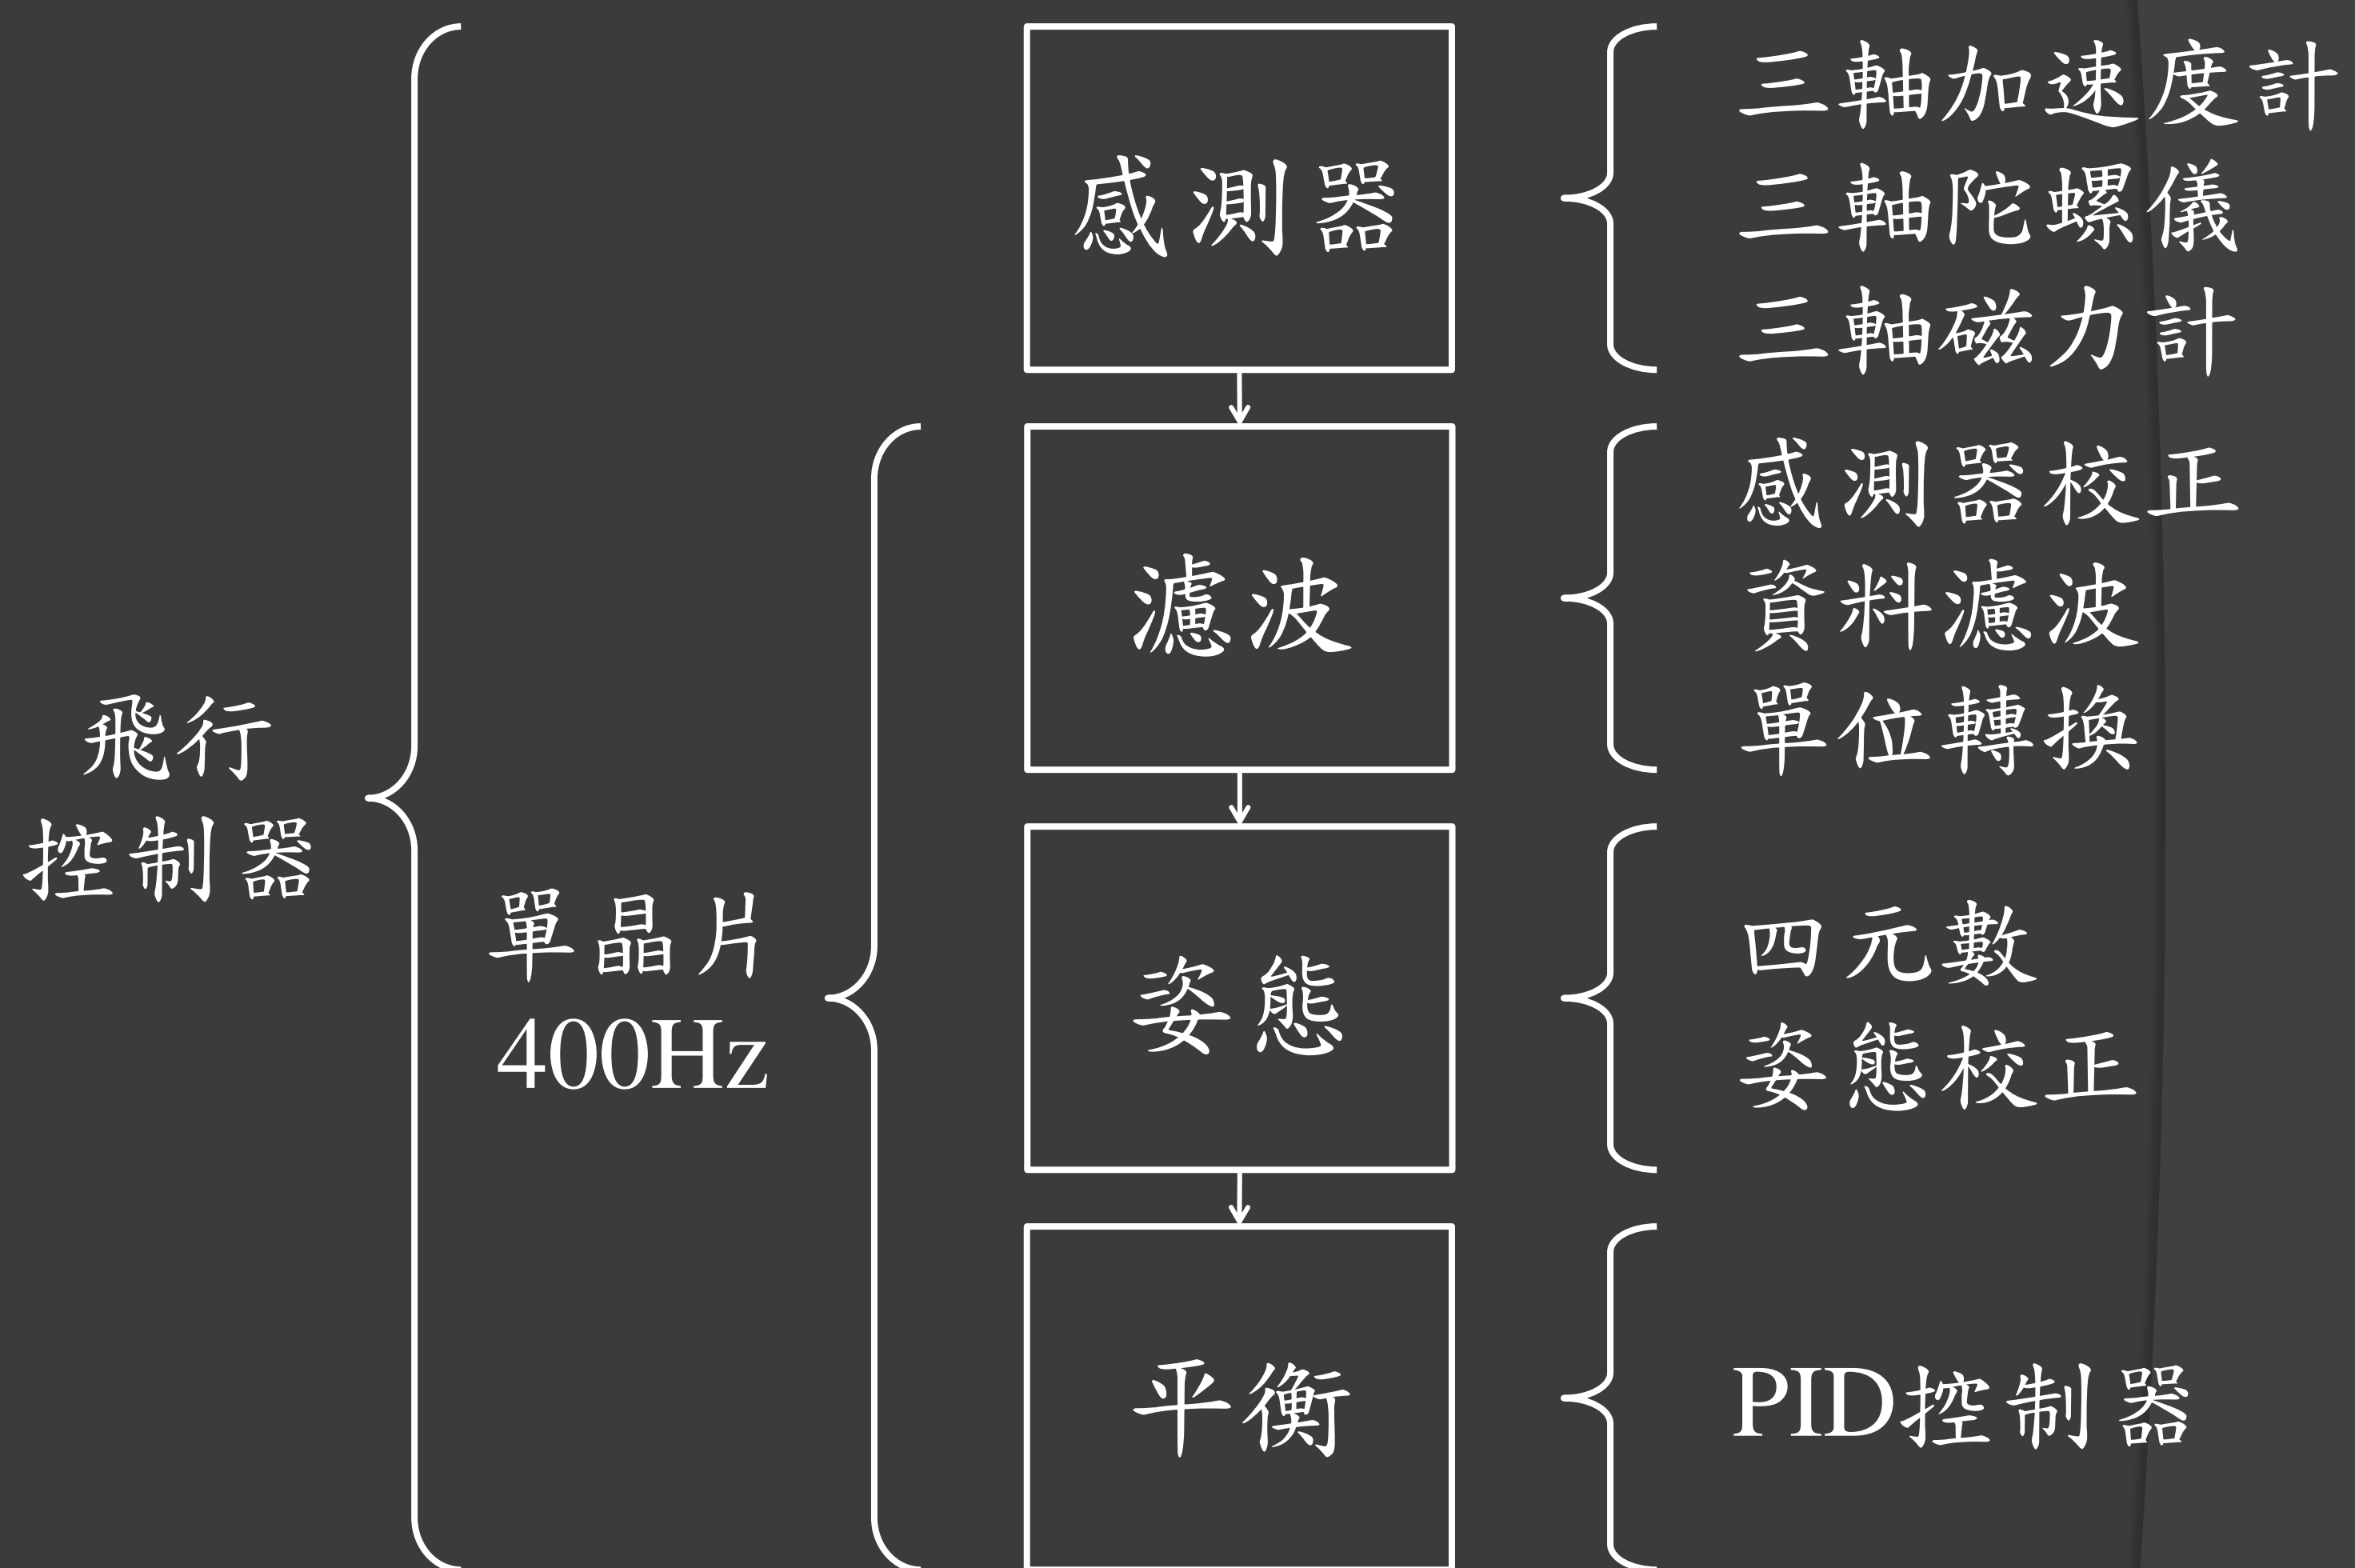 飛行
控制器
單晶片
400Hz
感測器
三軸加速度計
三軸陀螺儀
三軸磁力計
濾波
感測器校正
資料濾波
單位轉換
姿態
四元數
姿態校正
平衡
PID控制器